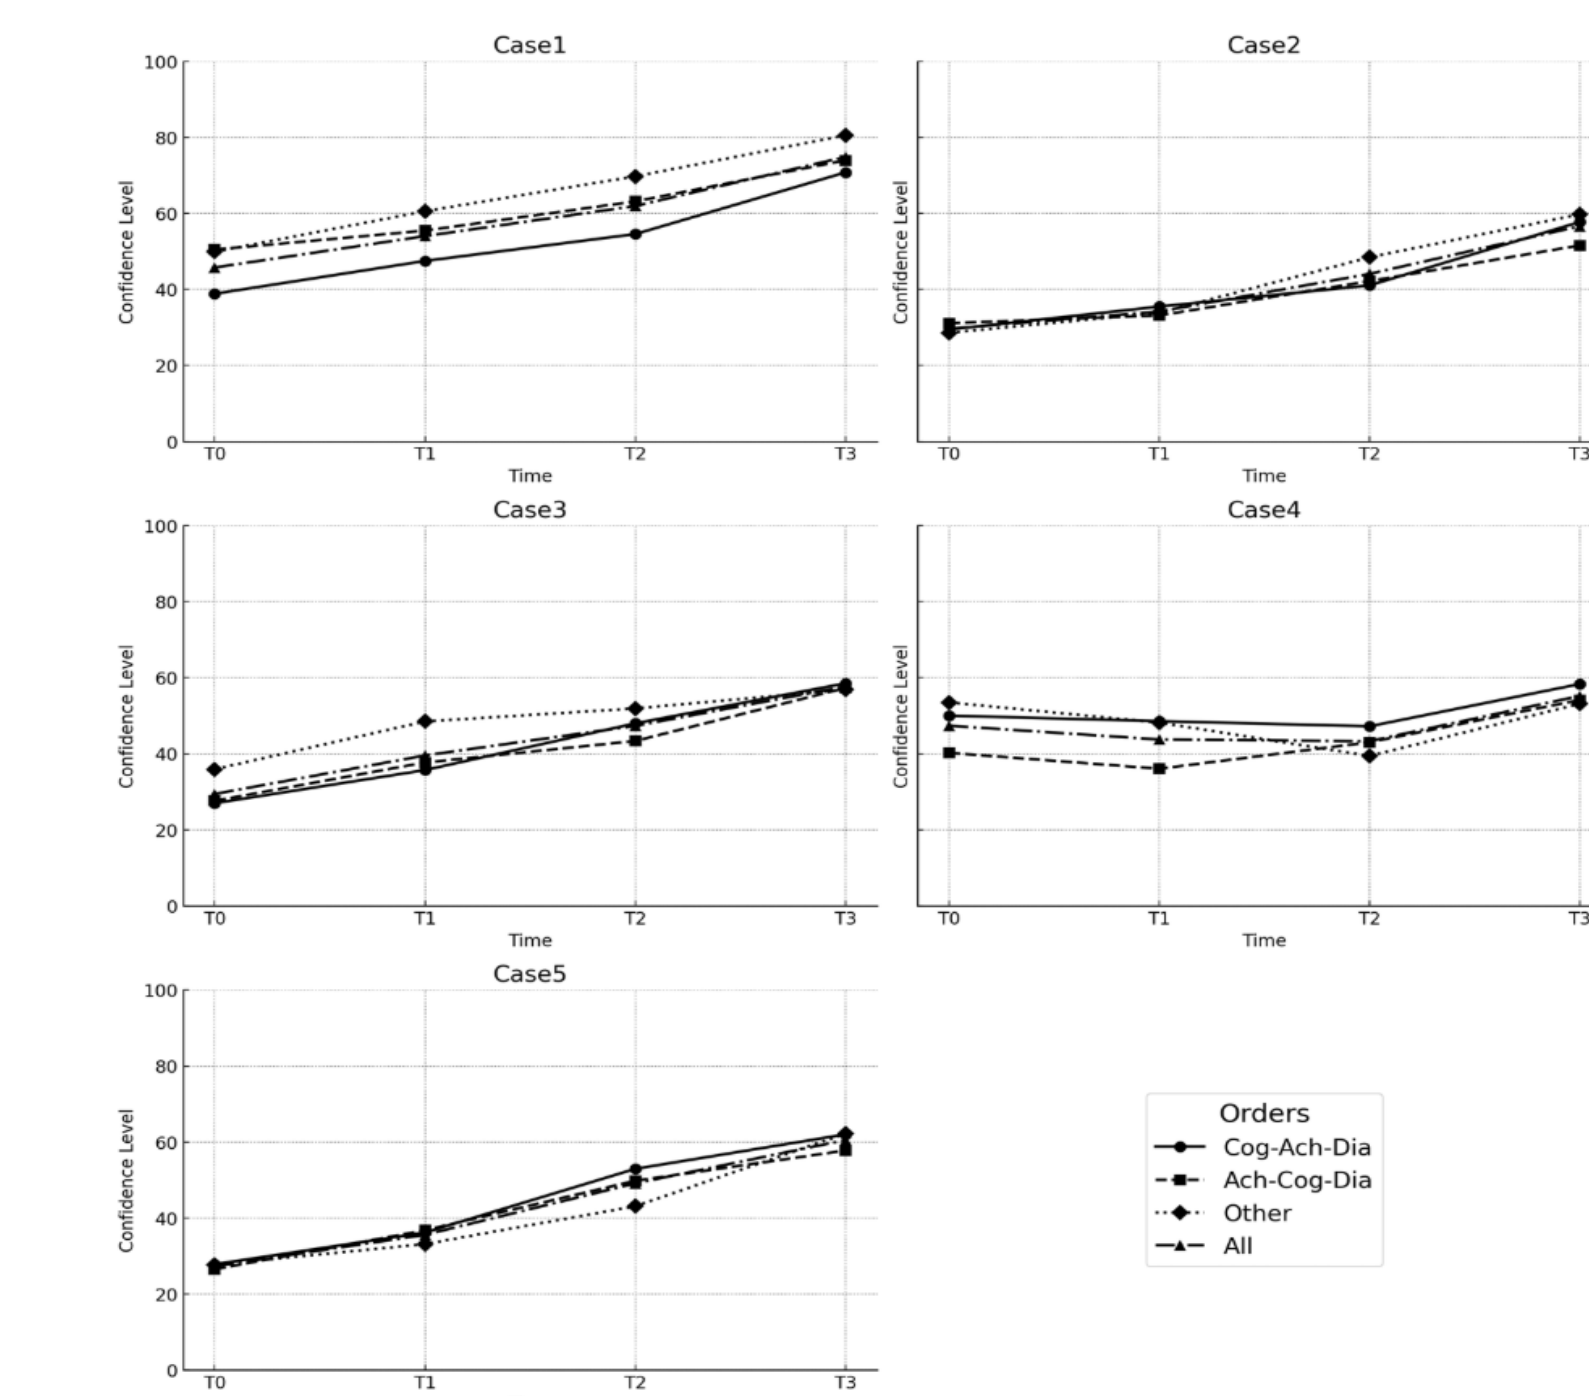 Case1
100
80
60
40
20
0
Confidence Level
T0 T1 T2 T3
Time
Case2
Confidence Level
T0 T1 T2 T3
Time
Case3
100
80
60
40
20
0
Confidence Level
T0 T1 T2 T3
Time
Case4
Confidence Level
T0 T1 T2 T3
Time
Case5
100
80
60
40
20
0
Confidence Level
T0 T1 T2 T3
Orders
Cog-Ach-Dia
Ach-Cog-Dia
Other
All